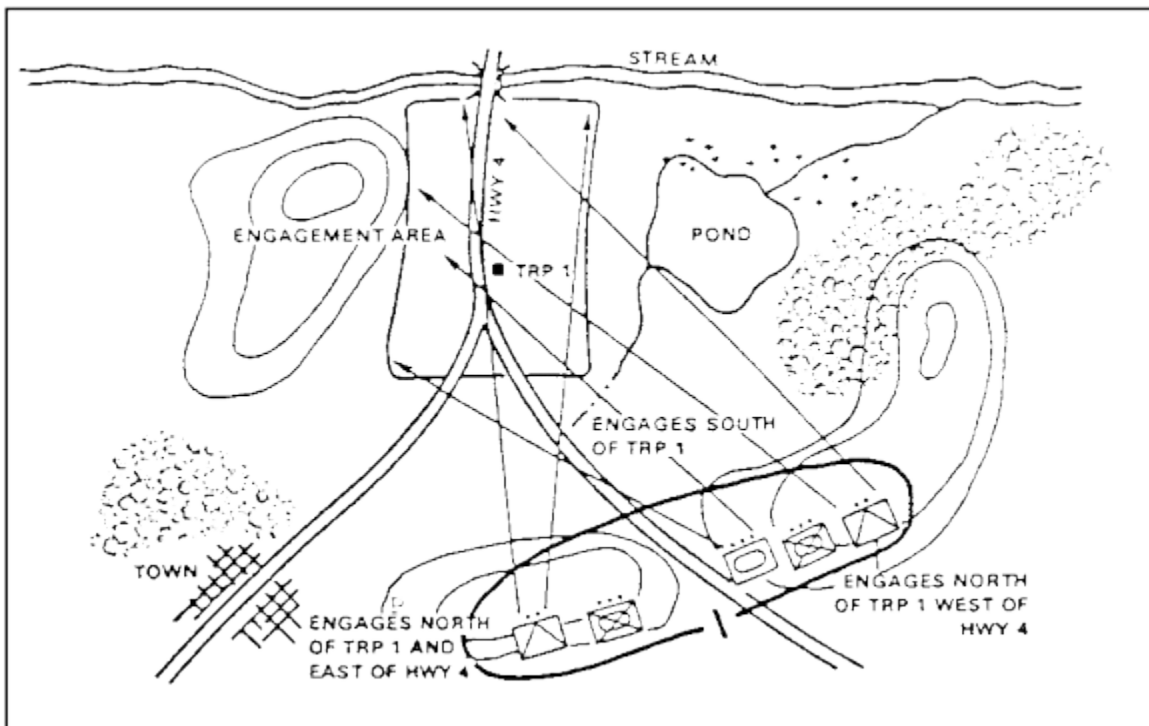 STREAM
HWY 4
ENGAGEMENT AREA
TRP 1
POND
ENGAGES SOUTH
OF TRP 1
TOWN
ENGAGES NORTH
OF TRP 1 AND
EAST OF HWY 4
ENGAGES NORTH
OF TRP 1 WEST OF
HWY 4